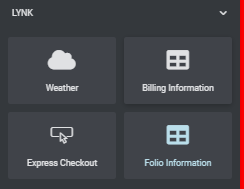 LYNK
Weather
Billing Information
Express Checkout
Folio Information